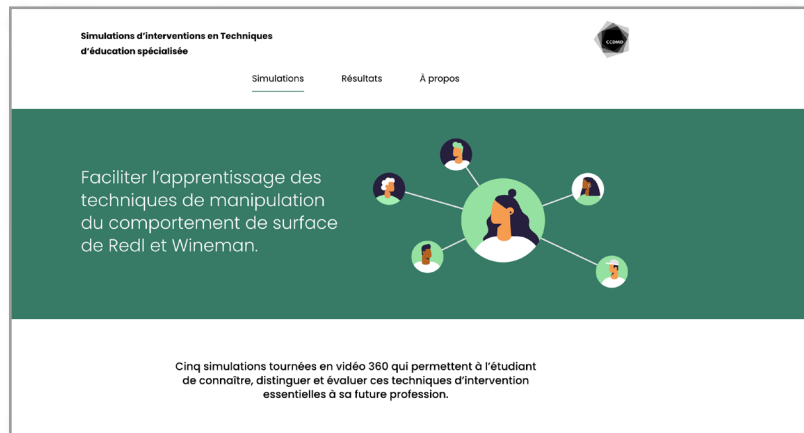 Simulations d'interventions en Techniques
d'éducation spécialisée
CCDMD
Simulations Résultats À propos
Faciliter l'apprentissage des
techniques de manipulation
du comportement de surface
de Redl et Wineman.
Cinq simulations tournées en vidéo 360 qui permettent à l'étudiant
de connaître, distinguer et évaluer ces techniques d'intervention
essentielles à sa future profession.